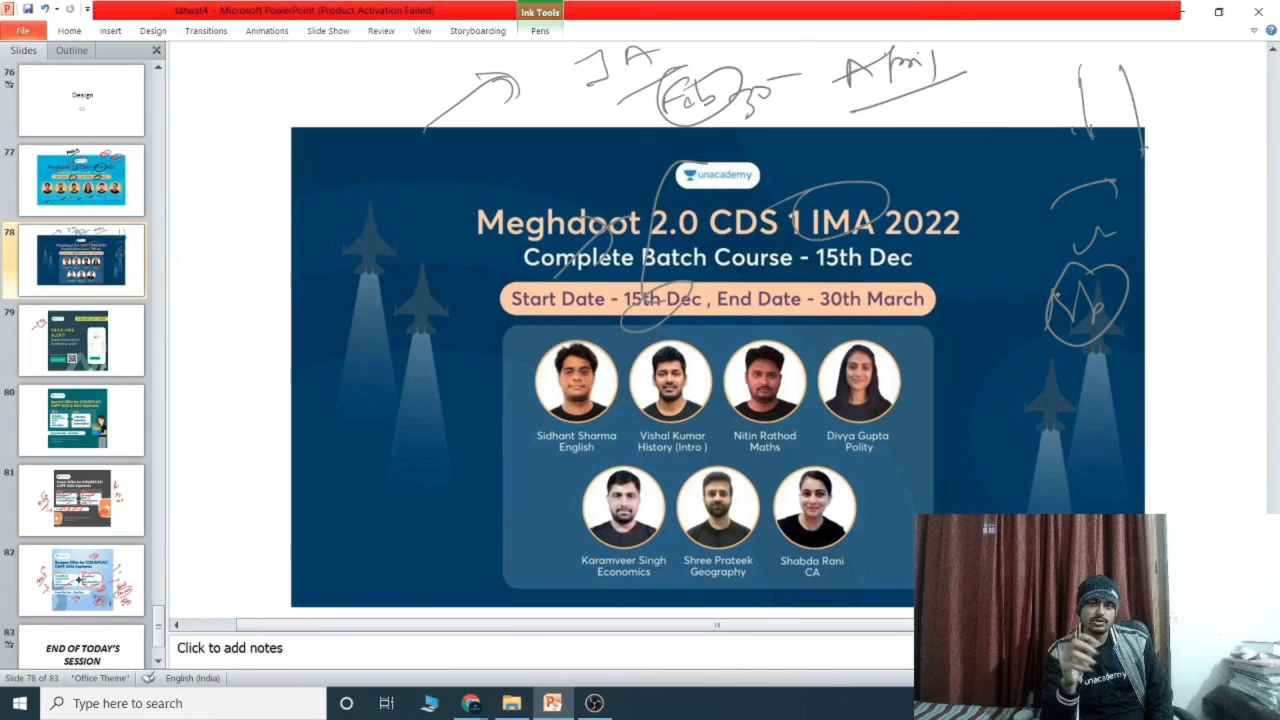 tatwat4 - Microsoft PowerPoint (Product Activation Failed)
Ink Tools
File Home Insert Design Transitions Animations Slide Show Review View Storyboarding Pens
Slides Outline
76
Design
77
78
79
80
81
82
83
END OF TODAY'S
SESSION
Feb
April
unacademy
Meghdoot 2.0 CDS 1 IMA 2022
Complete Batch Course - 15th Dec
Start Date - 15th Dec , End Date - 30th March
Sidhant Sharma
English
Vishal Kumar
History (Intro )
Nitin Rathod
Maths
Divya Gupta
Polity
Karamveer Singh
Economics
Shree Prateek
Geography
Shabda Rani
CA
unacademy
Click to add notes
Slide 78 of 83 "Office Theme" English (India)
Type here to search